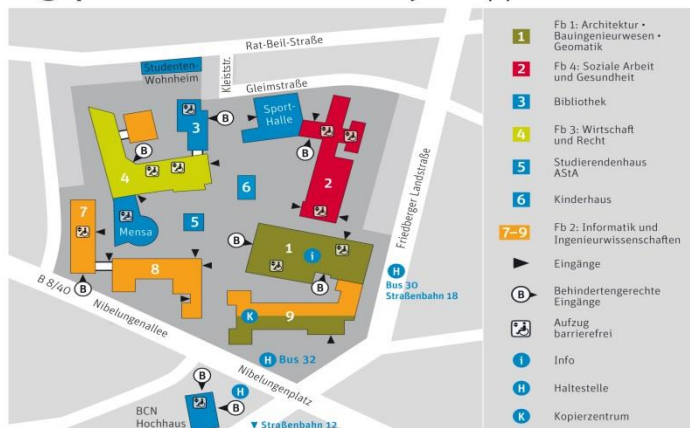 Rat-Beil-Straße
Studenten-
Wohnheim
Kleiststr.
Gleimstraße
Sport-
Halle
3
B
B
B
4
2
6
5
7
Mensa
8
B
1
i
B
B
9
K
Friedberger Landstraße
H
Bus 30
Straßenbahn 18
B 8/40
Nibelungenallee
H Bus 32
Nibelungenplatz
B
H
B
BCN
Hochhaus
▼ Straßenbahn 12
1 Fb 1: Architektur •
Bauingenieurwesen •
Geomatik
2 Fb 4: Soziale Arbeit
und Gesundheit
3 Bibliothek
4 Fb 3: Wirtschaft
und Recht
5 Studierendenhaus
AStA
6 Kinderhaus
7–9 Fb 2: Informatik und
Ingenieurwissenschaften
Eingänge
B Behindertengerechte
Eingänge
Aufzug
barrierefrei
i Info
H Haltestelle
K Kopierzentrum